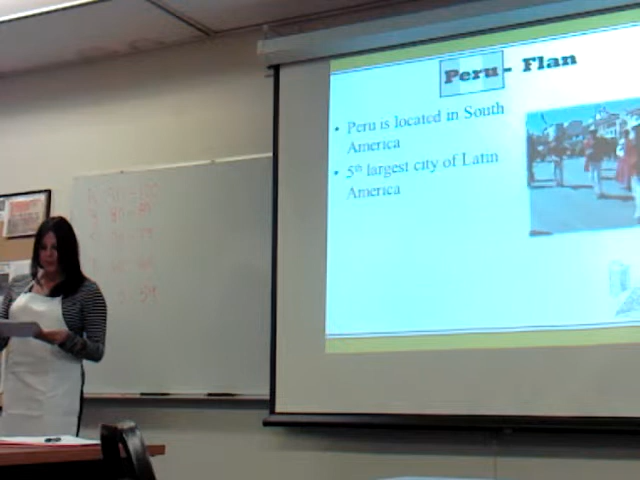 Peru - Flan
• Peru is located in South
America
• 5th largest city of Latin
America